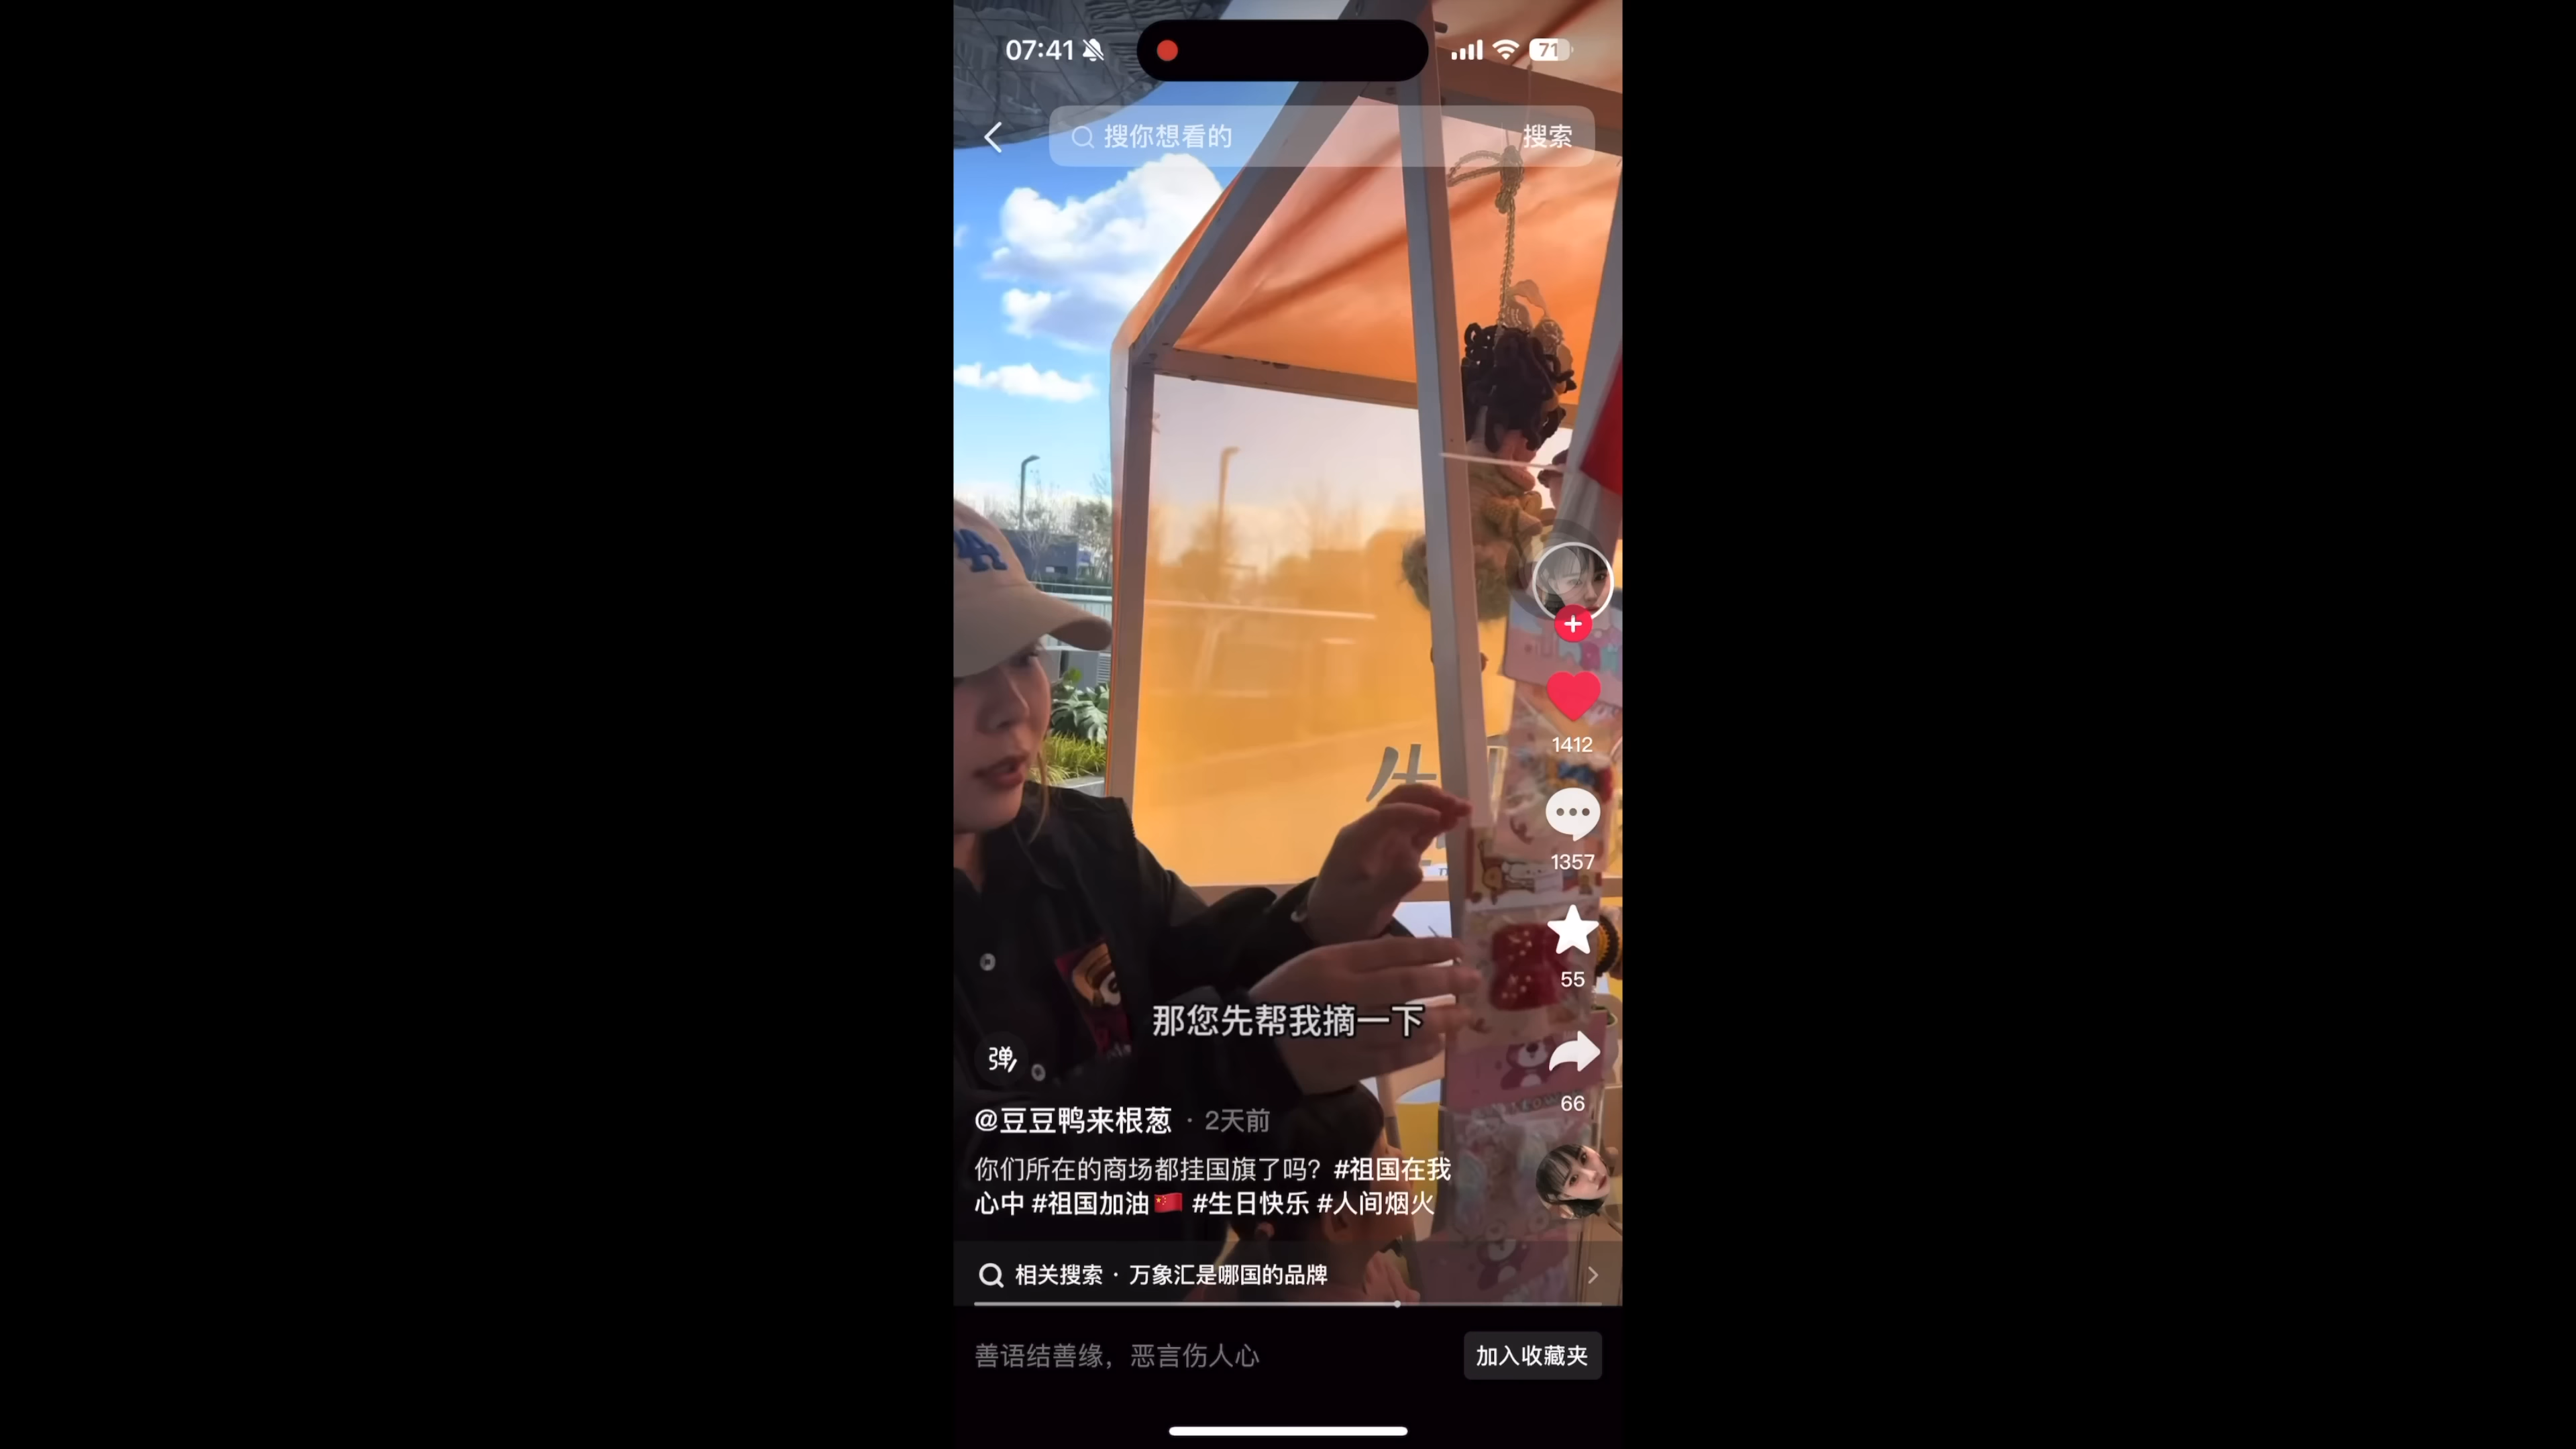 07:41
71
搜你想看的
搜索
LA
生
1412
1357
55
那您先帮我摘一下
弹
66
@豆豆鸭来根葱 · 2天前
你们所在的商场都挂国旗了吗？#祖国在我
心中 #祖国加油🇨🇳 #生日快乐 #人间烟火
相关搜索 · 万象汇是哪国的品牌
善语结善缘，恶言伤人心
加入收藏夹